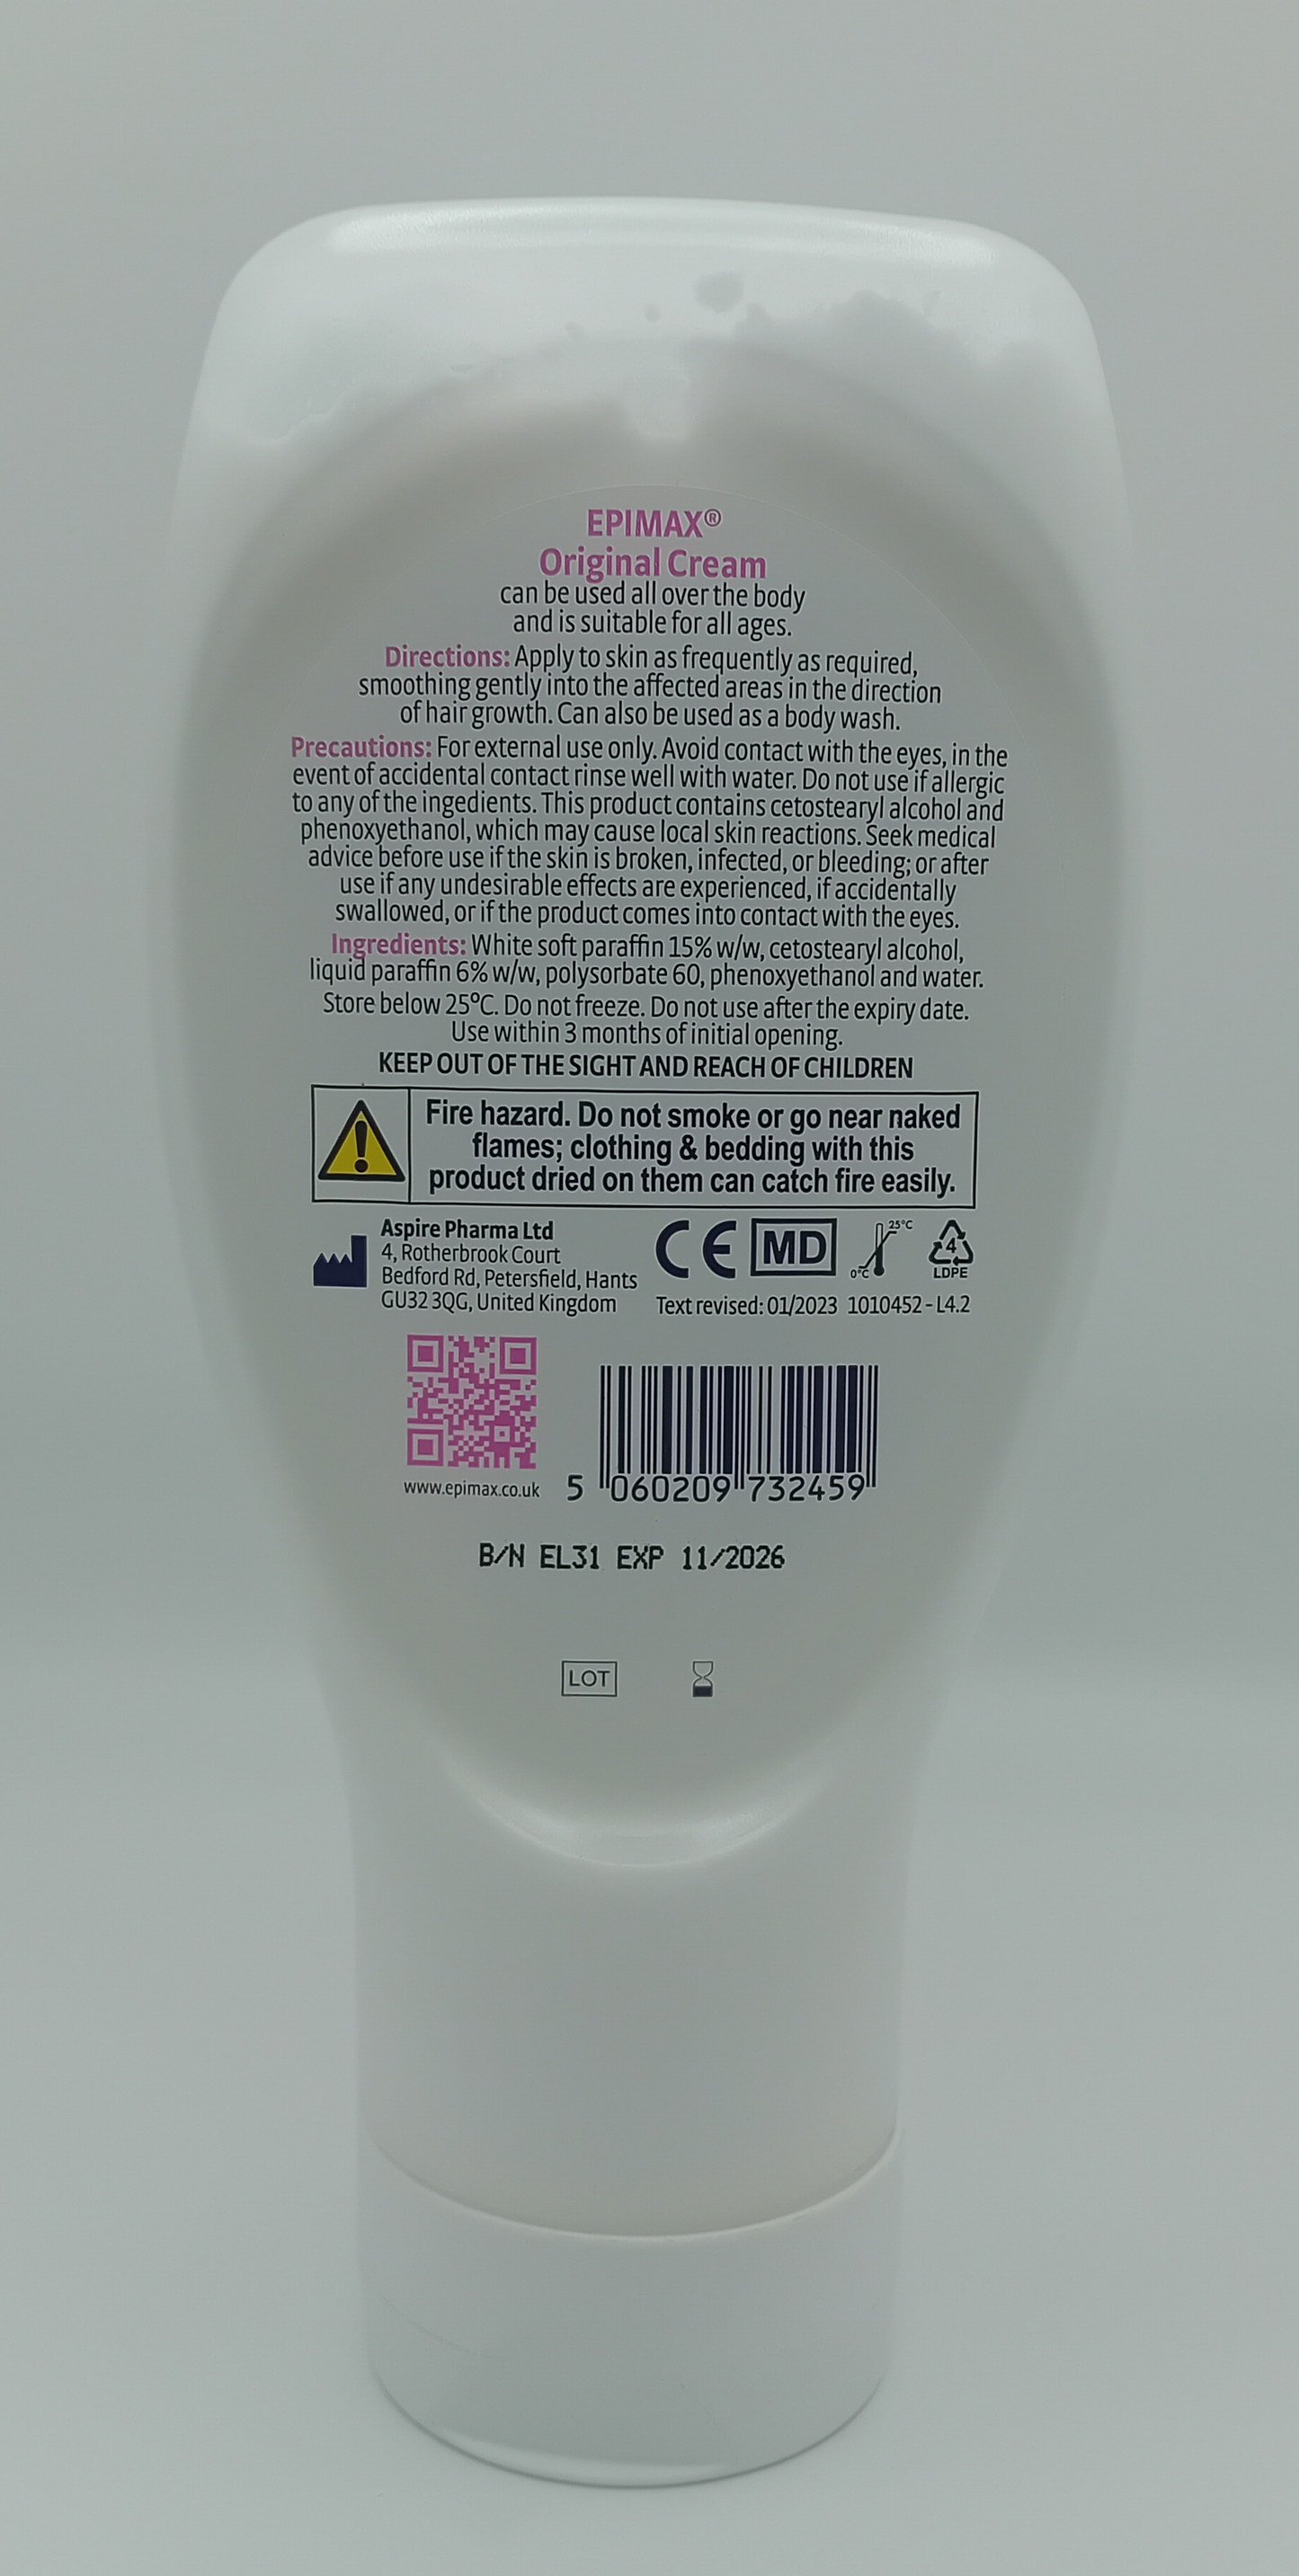 EPIMAX®
Original Cream
can be used all over the body
and is suitable for all ages.
Directions: Apply to skin as frequently as required,
smoothing gently into the affected areas in the direction
of hair growth. Can also be used as a body wash.
Precautions: For external use only. Avoid contact with the eyes, in the
event of accidental contact rinse well with water. Do not use if allergic
to any of the ingedients. This product contains cetostearyl alcohol and
phenoxyethanol, which may cause local skin reactions. Seek medical
advice before use if the skin is broken, infected, or bleeding; or after
use if any undesirable effects are experienced, if accidentally
swallowed, or if the product comes into contact with the eyes.
Ingredients: White soft paraffin 15% w/w, cetostearyl alcohol,
liquid paraffin 6% w/w, polysorbate 60, phenoxyethanol and water.
Store below 25°C. Do not freeze. Do not use after the expiry date.
Use within 3 months of initial opening.
KEEP OUT OF THE SIGHT AND REACH OF CHILDREN
Fire hazard. Do not smoke or go near naked
flames; clothing & bedding with this
product dried on them can catch fire easily.
Aspire Pharma Ltd
4, Rotherbrook Court
Bedford Rd, Petersfield, Hants
GU32 3QG, United Kingdom
CE MD 0°C 25°C 4 LDPE
Text revised: 01/2023 1010452 - L4.2
www.epimax.co.uk
5 060209 732459
B/N EL31 EXP 11/2026
LOT